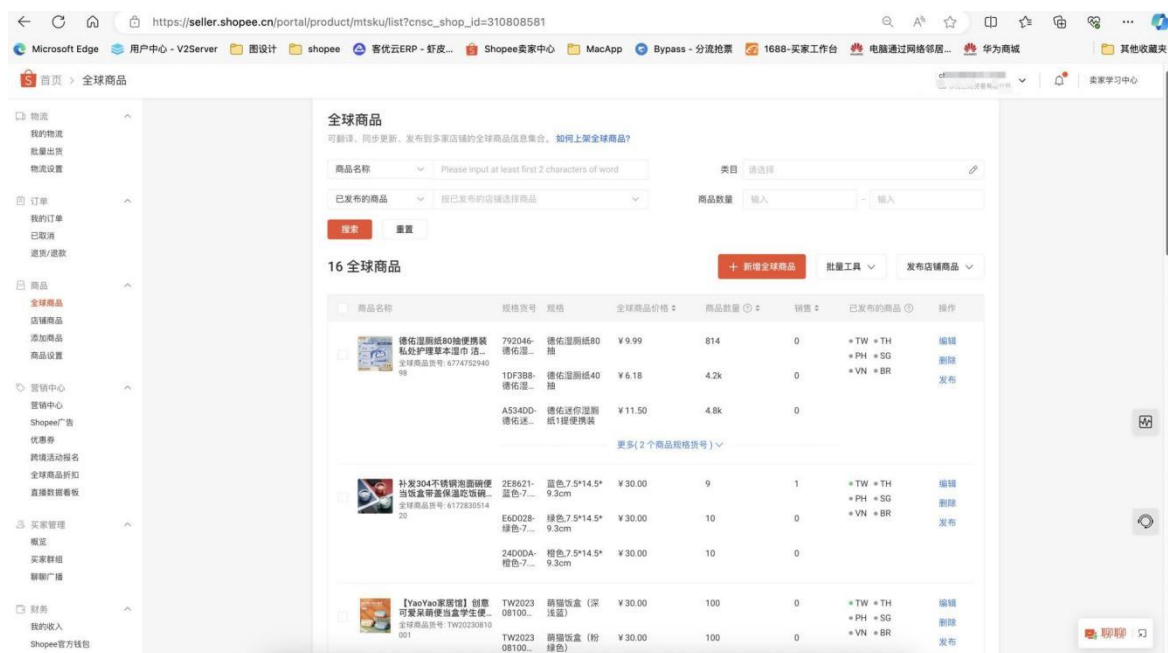 https://seller.shopee.cn/portal/product/mtsku/list?cnsc_shop_id=310808581
Microsoft Edge 用户中心 - V2Server 图设计 shopee 客优云ERP - 虾皮... Shopee卖家中心 MacApp Bypass - 分流抢票 1688-买家工作台 电脑通过网络邻居... 华为商城 其他收藏夹
首页 > 全球商品
卖家学习中心
物流
我的物流
批量出货
物流设置
订单
我的订单
已取消
退货/退款
商品
全球商品
店铺商品
添加商品
商品设置
营销中心
营销中心
Shopee广告
优惠券
跨境活动报名
全球商品折扣
直播数据看板
买家管理
概览
买家群组
聊聊广播
财务
我的收入
Shopee官方钱包
全球商品
可翻译、同步更新、发布到多家店铺的全球商品信息集合。 如何上架全球商品?
商品名称 Please input at least first 2 characters of word 类目 请选择
已发布的商品 按已发布的店铺选择商品 商品数量 输入 - 输入
搜索 重置
16 全球商品 + 新增全球商品 批量工具 发布店铺商品
商品名称 规格货号 规格 全球商品价格 商品数量 销售 已发布的商品 操作
德佑湿厕纸80抽便携装 792046- 德佑湿厕纸80 ¥9.99 814 0 TW TH 编辑
私处护理草本湿巾 洁... 德佑湿... 抽 PH SG 删除
全球商品货号: 6774752940
98
VN BR 发布
1DF3B8- 德佑湿厕纸40 ¥6.18 4.2k 0
德佑湿... 抽
A534DD- 德佑迷你湿厕 ¥11.50 4.8k 0
德佑迷... 纸1提便携装
更多( 2 个商品规格货号 )
补发304不锈钢泡面碗便 2E8621- 蓝色,7.5*14.5* ¥30.00 9 1 TW TH 编辑
当饭盒带盖保温吃饭碗... 蓝色-7.... 9.3cm PH SG 删除
全球商品货号: 6172830514
20
VN BR 发布
E6D028- 绿色,7.5*14.5* ¥30.00 10 0
绿色-7.... 9.3cm
24D0DA- 橙色,7.5*14.5* ¥30.00 10 0
橙色-7.... 9.3cm
【YaoYao家居馆】创意 TW2023 萌猫饭盒（深 ¥30.00 100 0 TW TH 编辑
可爱呆萌便当盒学生便... 08100... 浅蓝） PH SG 删除
全球商品货号: TW20230810
001
VN BR 发布
TW2023 萌猫饭盒（粉 ¥30.00 100 0
08100... 绿色）
聊聊